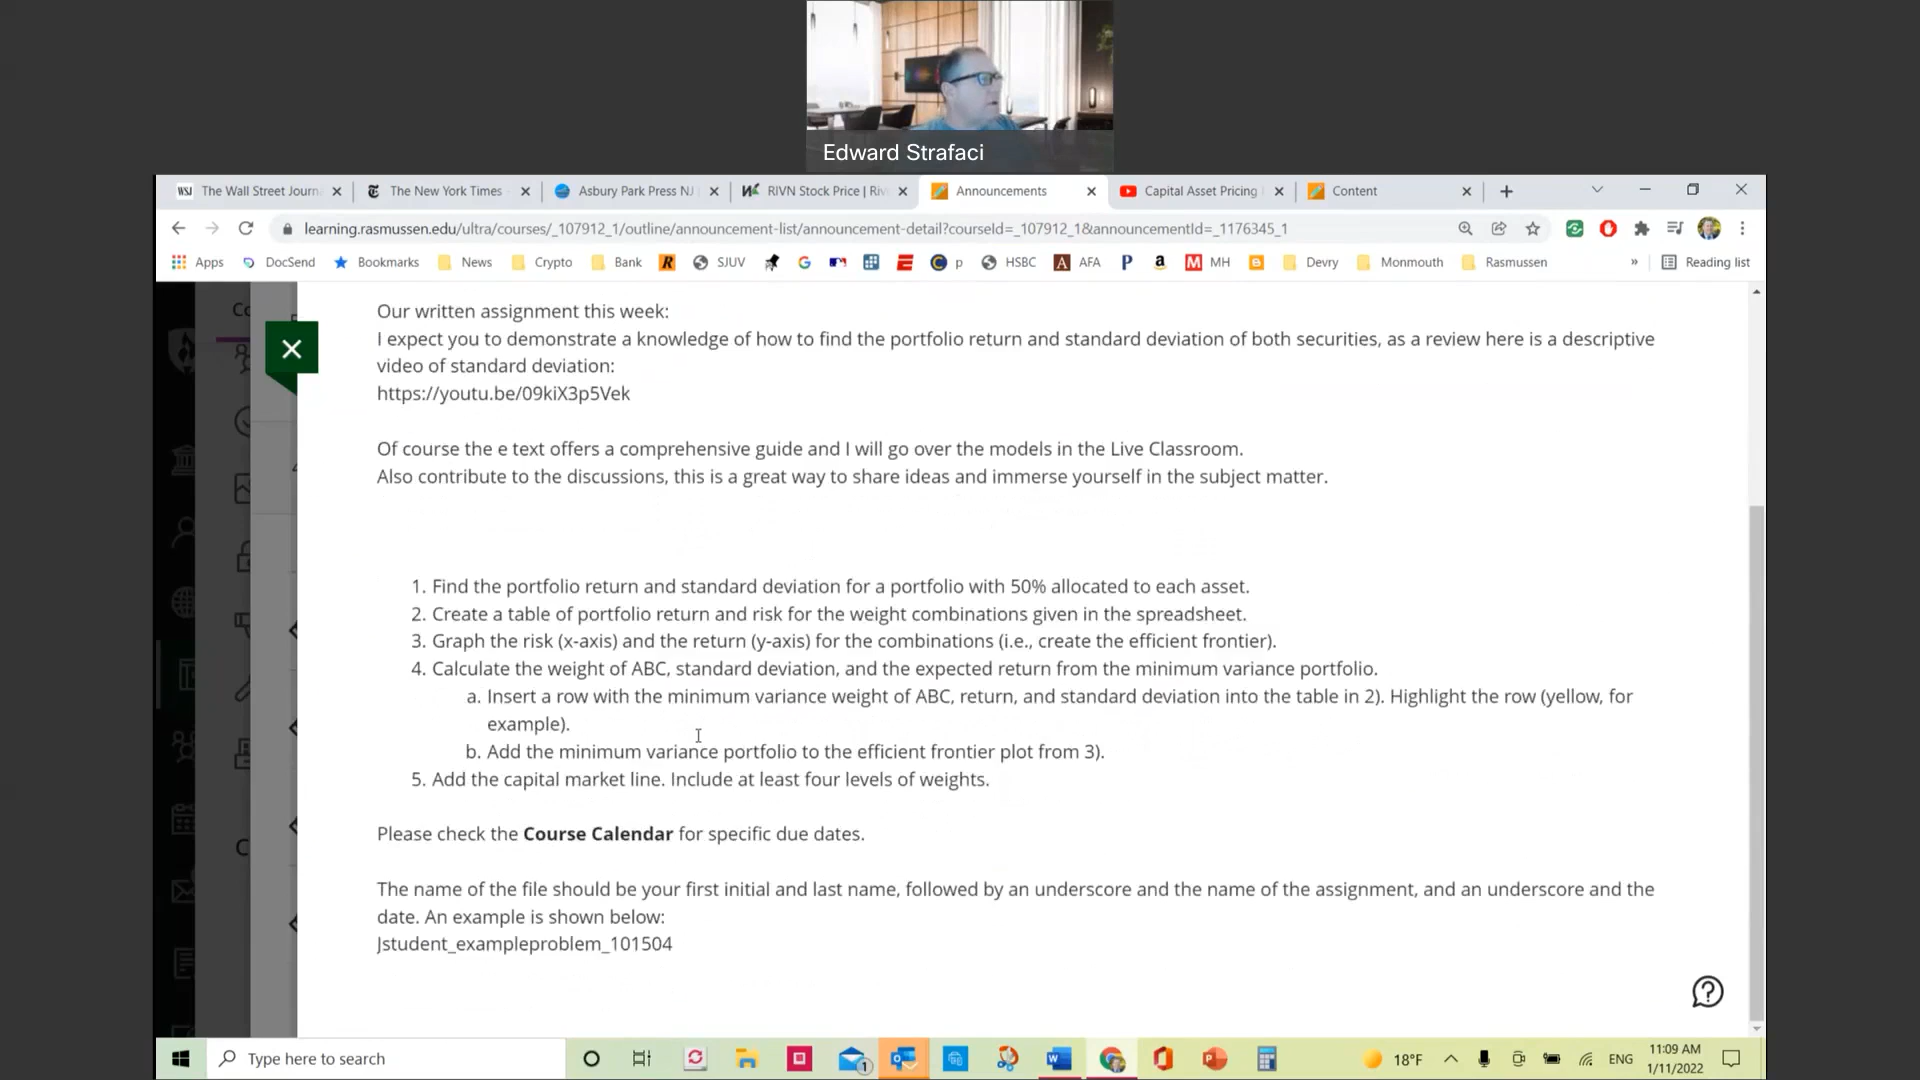 Edward Strafaci
WSJ The Wall Street Journ
The New York Times
Asbury Park Press NJ
RIVN Stock Price | Riv
Announcements
Capital Asset Pricing
Content
learning.rasmussen.edu/ultra/courses/_107912_1/outline/announcement-list/announcement-detail?courseId=_107912_1&announcementId=_1176345_1
Apps DocSend Bookmarks News Crypto Bank R SJUV G p HSBC A AFA P a M MH Devry Monmouth Rasmussen » Reading list
Our written assignment this week:
I expect you to demonstrate a knowledge of how to find the portfolio return and standard deviation of both securities, as a review here is a descriptive
video of standard deviation:
https://youtu.be/09kiX3p5Vek
Of course the e text offers a comprehensive guide and I will go over the models in the Live Classroom.
Also contribute to the discussions, this is a great way to share ideas and immerse yourself in the subject matter.
1. Find the portfolio return and standard deviation for a portfolio with 50% allocated to each asset.
2. Create a table of portfolio return and risk for the weight combinations given in the spreadsheet.
3. Graph the risk (x-axis) and the return (y-axis) for the combinations (i.e., create the efficient frontier).
4. Calculate the weight of ABC, standard deviation, and the expected return from the minimum variance portfolio.
a. Insert a row with the minimum variance weight of ABC, return, and standard deviation into the table in 2). Highlight the row (yellow, for
example).
b. Add the minimum variance portfolio to the efficient frontier plot from 3).
5. Add the capital market line. Include at least four levels of weights.
Please check the Course Calendar for specific due dates.
The name of the file should be your first initial and last name, followed by an underscore and the name of the assignment, and an underscore and the
date. An example is shown below:
Jstudent_exampleproblem_101504
Type here to search
18°F
ENG
11:09 AM
1/11/2022